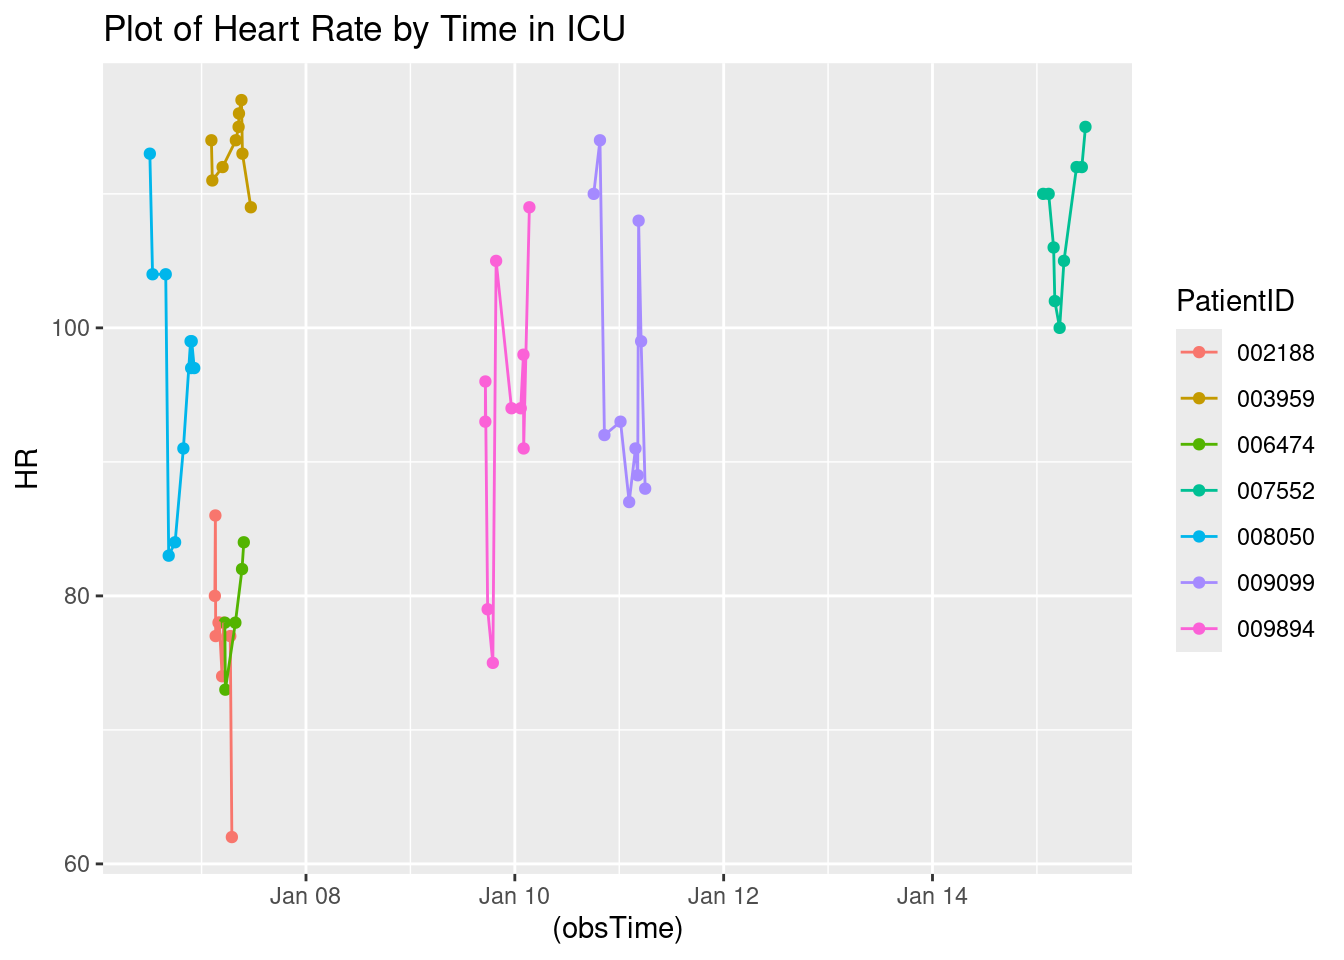 Plot of Heart Rate by Time in ICU
HR
100
80
60
Jan 08
Jan 10
Jan 12
Jan 14
(obsTime)
PatientID
002188
003959
006474
007552
008050
009099
009894